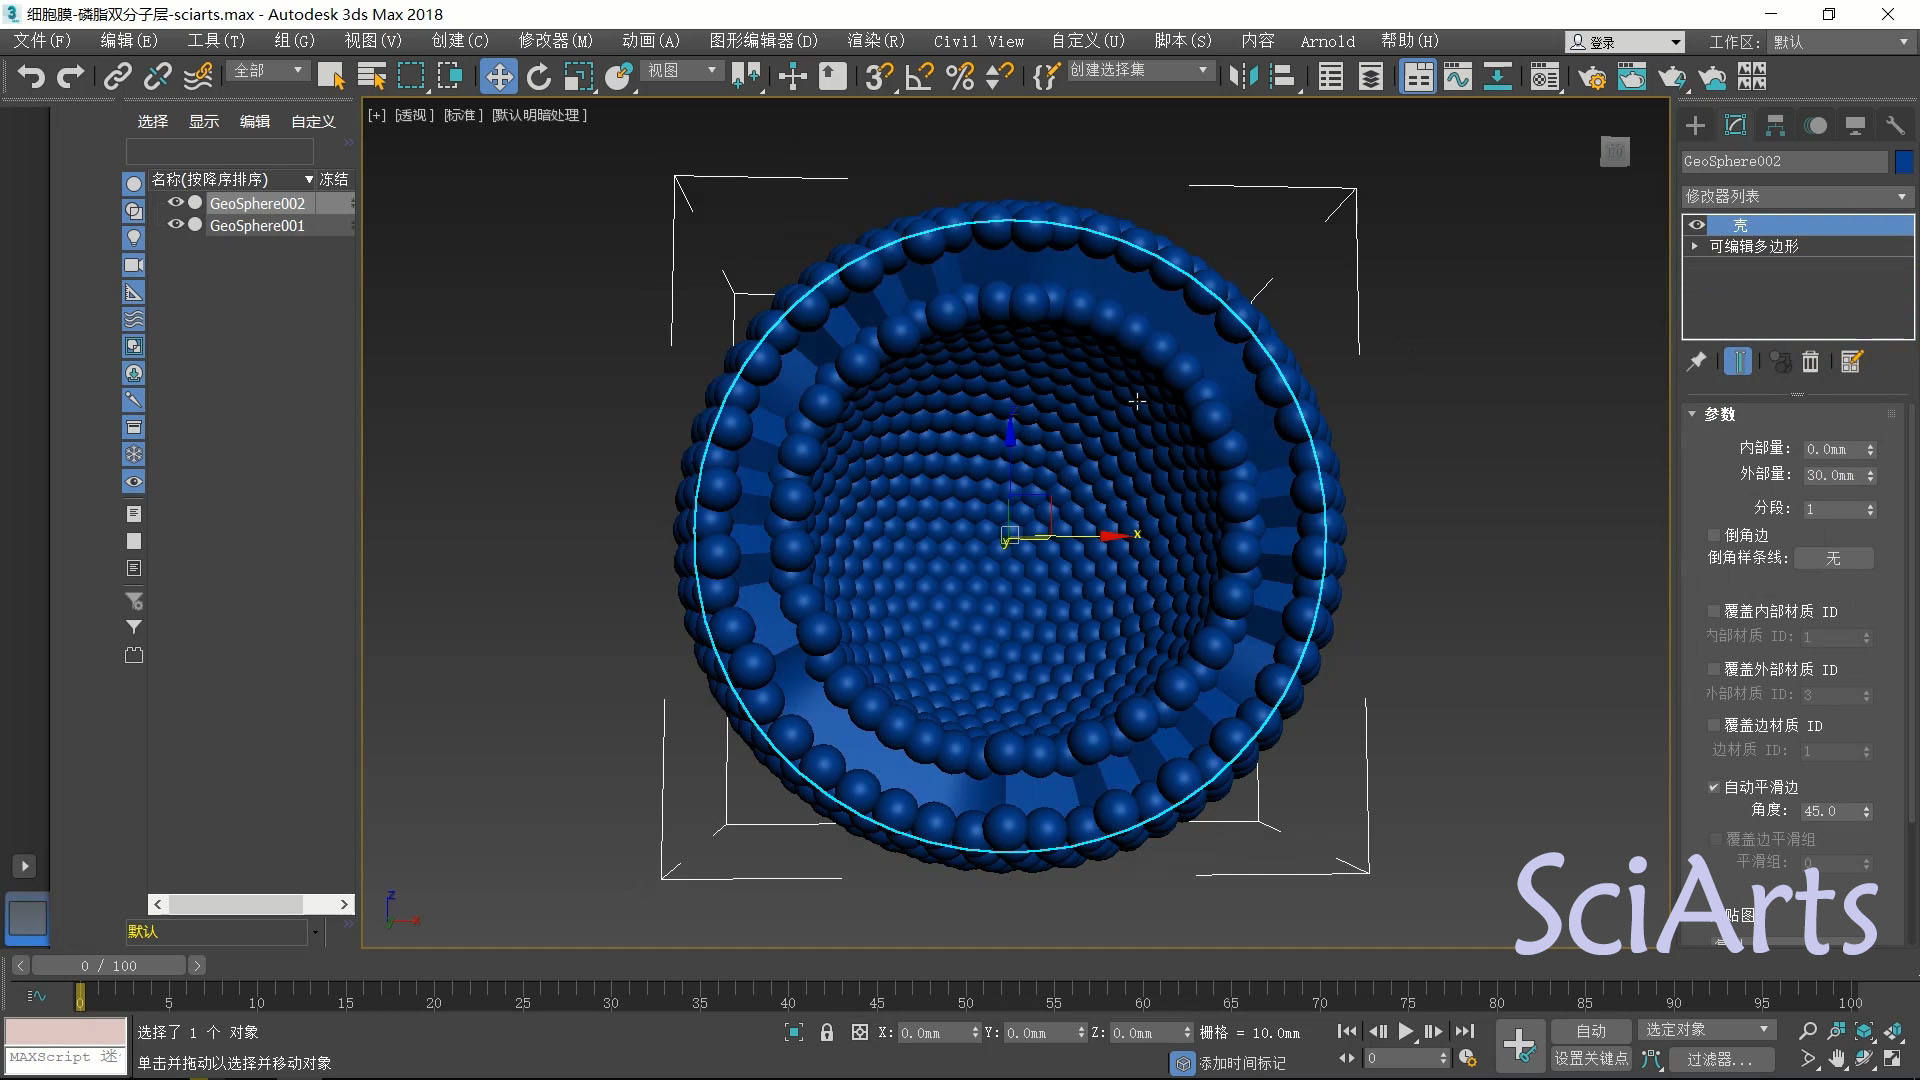 细胞膜-磷脂双分子层-sciarts.max - Autodesk 3ds Max 2018
文件(F) 编辑(E) 工具(T) 组(G) 视图(V) 创建(C) 修改器(M) 动画(A) 图形编辑器(D) 渲染(R) Civil View 自定义(U) 脚本(S) 内容 Arnold 帮助(H) 登录 工作区: 默认
全部 视图 创建选择集
选择 显示 编辑 自定义
[+] [透视] [标准] [默认明暗处理]
名称(按降序排序) 冻结
GeoSphere002
GeoSphere001
GeoSphere002
修改器列表
壳
可编辑多边形
参数
内部量: 0.0mm
外部量: 30.0mm
分段: 1
倒角边
倒角样条线: 无
覆盖内部材质 ID
内部材质 ID: 1
覆盖外部材质 ID
外部材质 ID: 3
覆盖边材质 ID
边材质 ID: 1
自动平滑边
角度: 45.0
覆盖边平滑组
平滑组: 0
贴图
SciArts
z
x
y
z
x
y
默认
0 / 100
0 5 10 15 20 25 30 35 40 45 50 55 60 65 70 75 80 85 90 95 100
选择了 1 个 对象
X: 0.0mm Y: 0.0mm Z: 0.0mm 栅格 = 10.0mm
自动 选定对象
MAXScript 迷
单击并拖动以选择并移动对象
添加时间标记
0
设置关键点 过滤器...